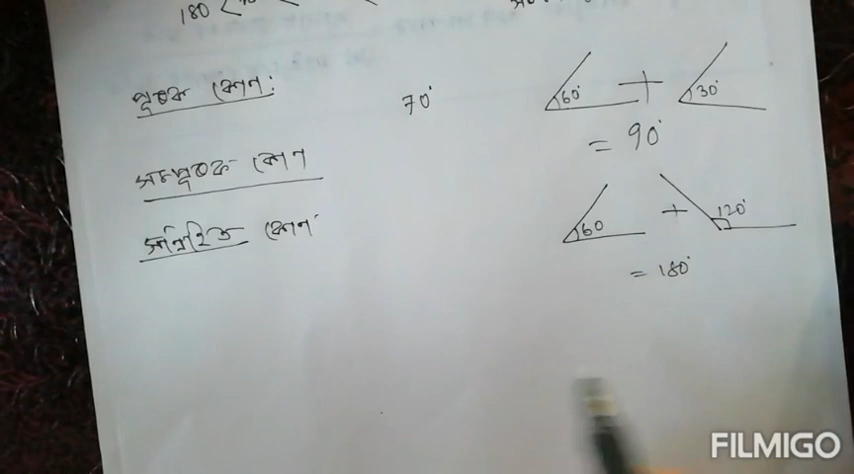 180 <
পূরক কোন:
70°
60° + 30°
= 90°
সম্পূরক কোন
60 + 120°
সন্নিহিত কোন
= 180°
FILMIGO